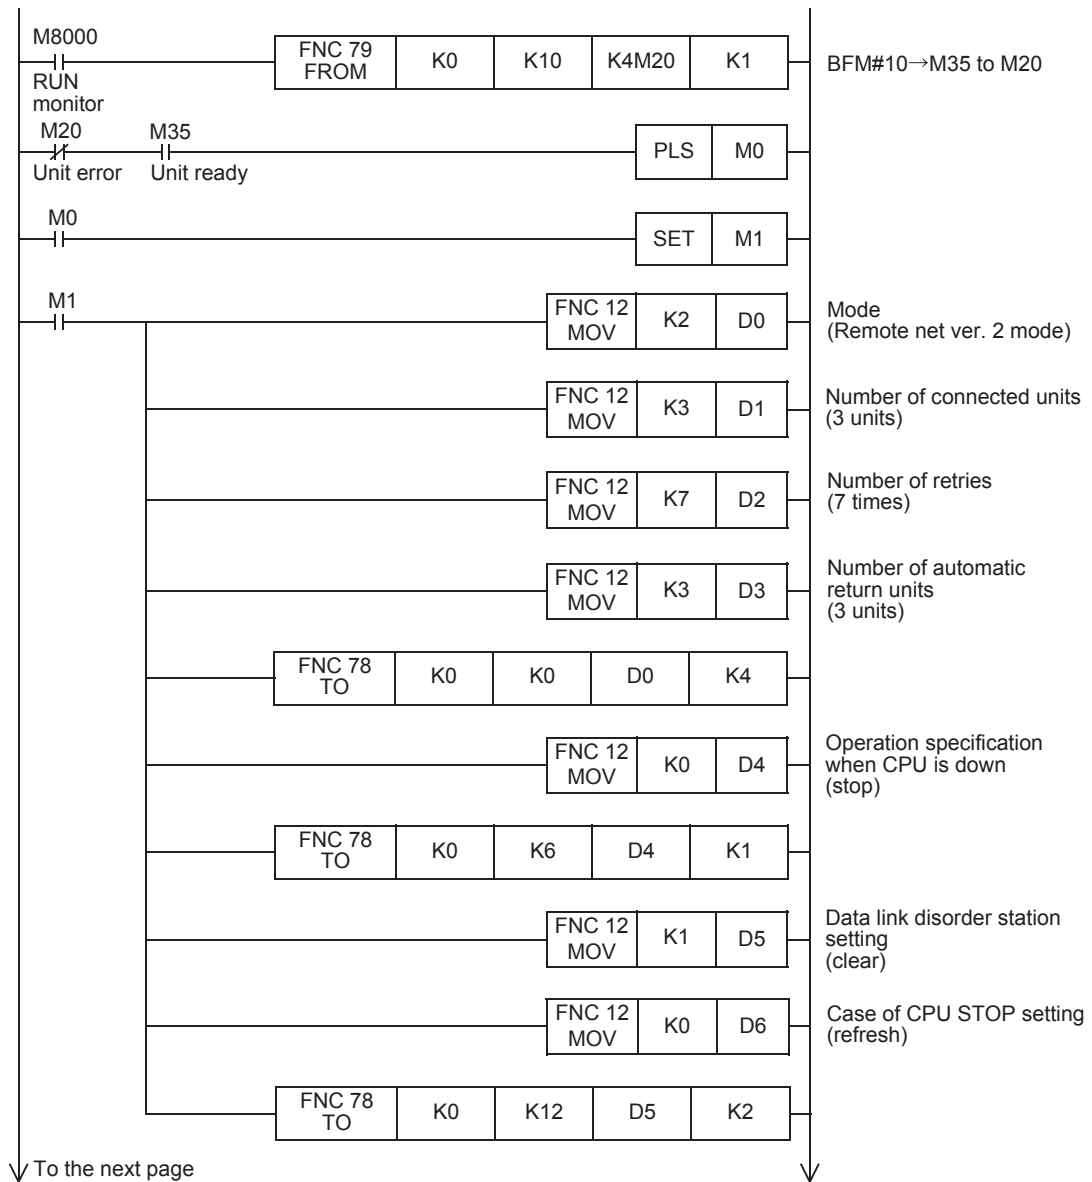 M8000
RUN
monitor
FNC 79
FROM
K0
K10
K4M20
K1
BFM#10→M35 to M20
M20
Unit error
M35
Unit ready
PLS
M0
M0
SET
M1
M1
FNC 12
MOV
K2
D0
Mode
(Remote net ver. 2 mode)
FNC 12
MOV
K3
D1
Number of connected units
(3 units)
FNC 12
MOV
K7
D2
Number of retries
(7 times)
FNC 12
MOV
K3
D3
Number of automatic
return units
(3 units)
FNC 78
TO
K0
K0
D0
K4
FNC 12
MOV
K0
D4
Operation specification
when CPU is down
(stop)
FNC 78
TO
K0
K6
D4
K1
FNC 12
MOV
K1
D5
Data link disorder station
setting
(clear)
FNC 12
MOV
K0
D6
Case of CPU STOP setting
(refresh)
FNC 78
TO
K0
K12
D5
K2
To the next page